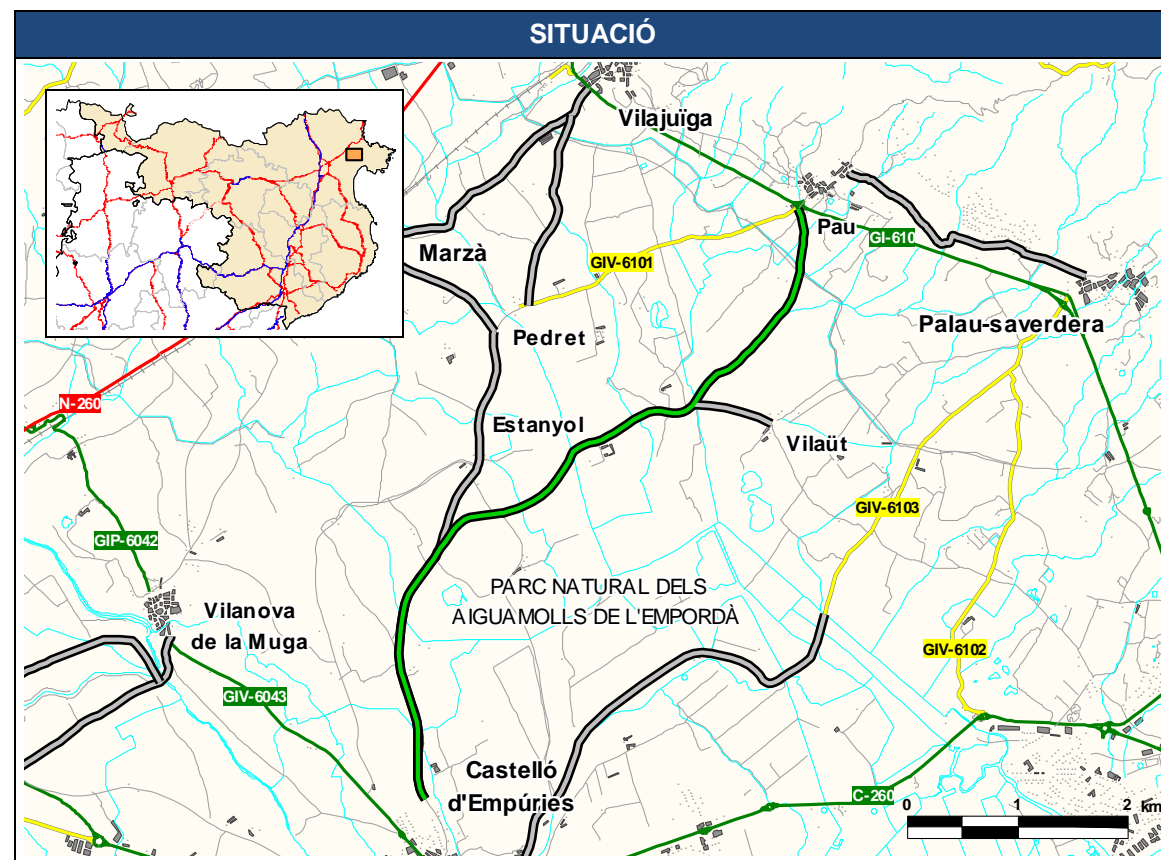 SITUACIÓ
Vilajuïga
Pau
GI-610
Marzà
GIV-6101
Palau-saverdera
Pedret
N-260
Estanyol
Vilaüt
GIV-6103
GIP-6042
PARC NATURAL DELS
AIGUAMOLLS DE L'EMPORDÀ
Vilanova
de la Muga
GIV-6102
GIV-6043
Castelló
d'Empúries
C-260
0 1 2 km